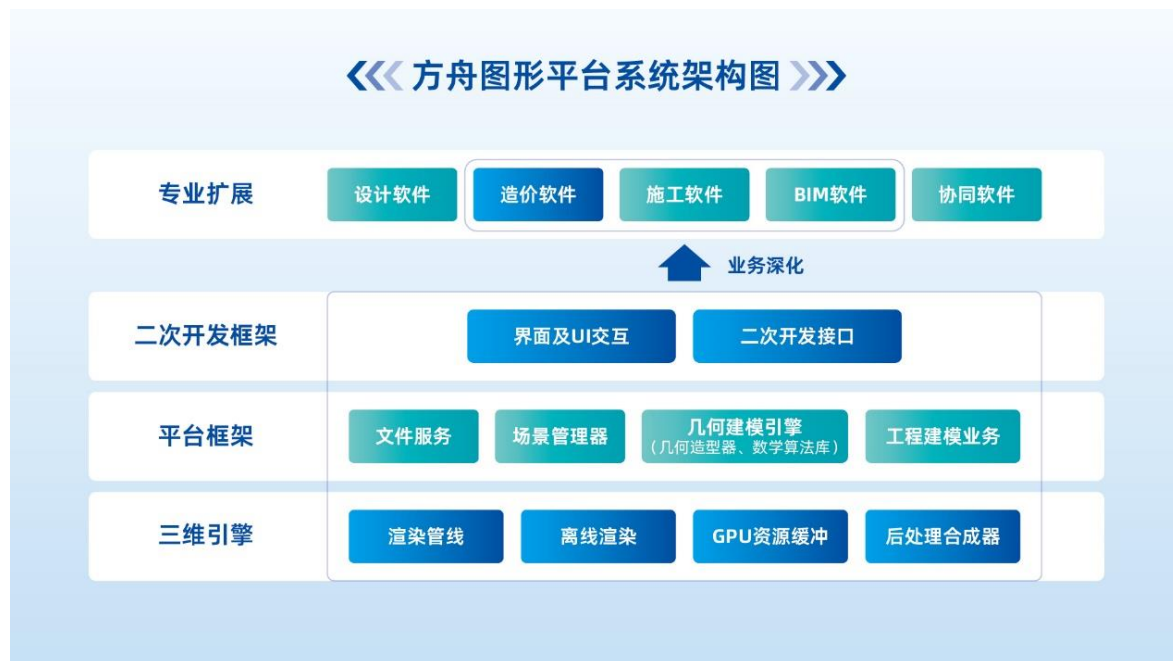 方舟图形平台系统架构图
专业扩展
设计软件
造价软件
施工软件
BIM软件
协同软件
业务深化
二次开发框架
界面及UI交互
二次开发接口
平台框架
文件服务
场景管理器
几何建模引擎
（几何造型器、数学算法库）
工程建模业务
三维引擎
渲染管线
离线渲染
GPU资源缓冲
后处理合成器